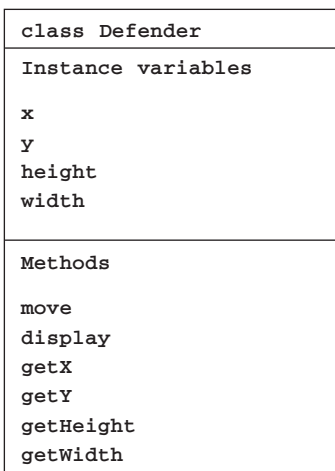 class Defender
Instance variables
x
y
height
width
Methods
move
display
getX
getY
getHeight
getWidth